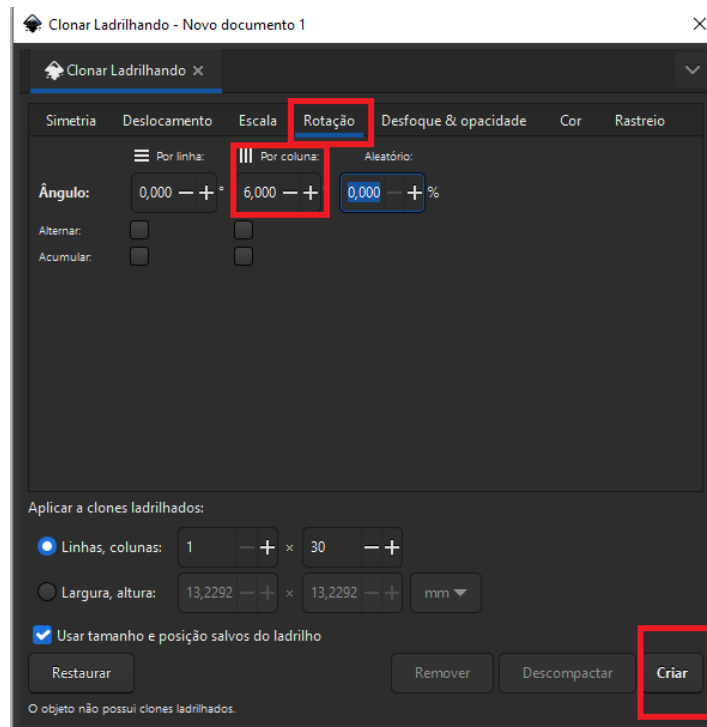 Clonar Ladrilhando - Novo documento 1
Clonar Ladrilhando
Simetria Deslocamento Escala Rotação Desfoque & opacidade Cor Rastreio
Por linha: Por coluna: Aleatório:
Ângulo: 0,000 − + ° 6,000 − + 0,000 − + %
Alternar:
Acumular:
Aplicar a clones ladrilhados:
Linhas, colunas: 1 − + × 30 − +
Largura, altura: 13,2292 − + × 13,2292 − + mm
Usar tamanho e posição salvos do ladrilho
Restaurar Remover Descompactar Criar
O objeto não possui clones ladrilhados.